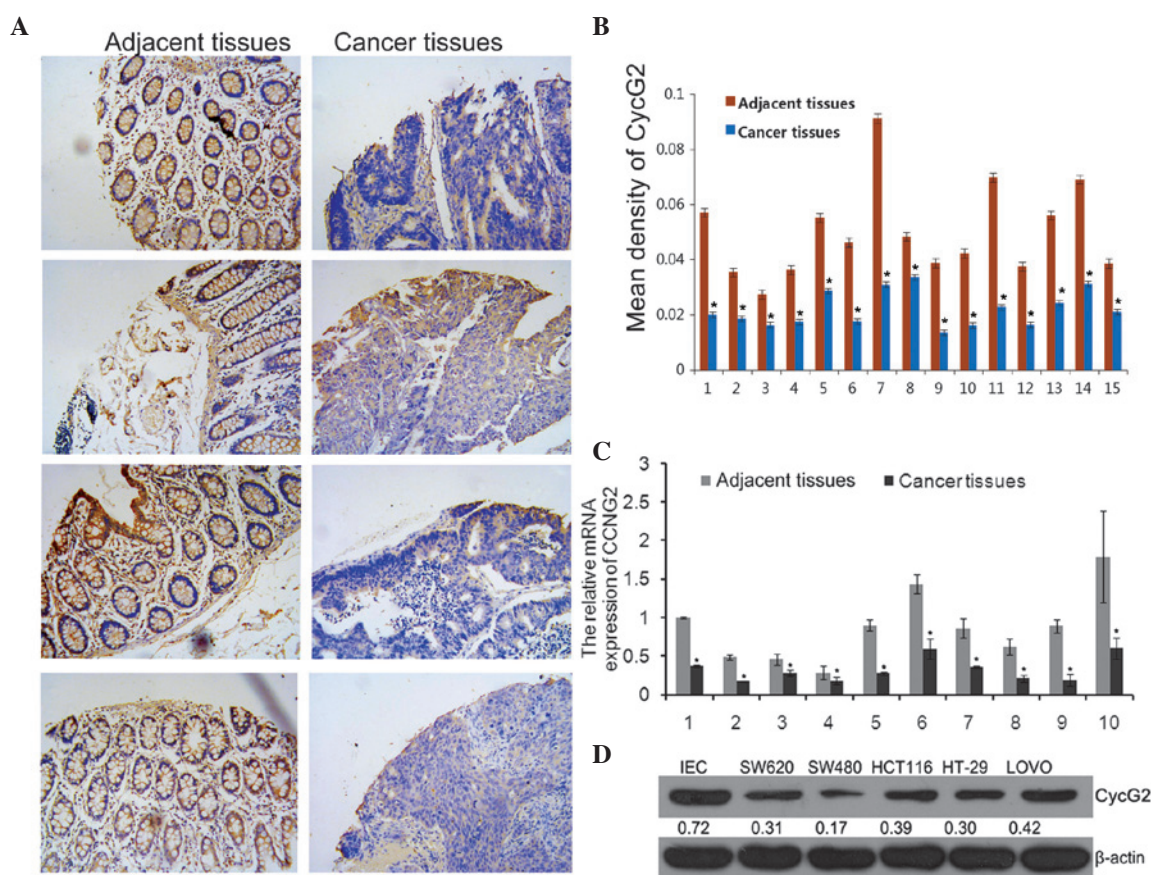 A
Adjacent tissues
Cancer tissues
B
Mean density of CycG2
0.1
0.08
0.06
0.04
0.02
0
Adjacent tissues
Cancer tissues
* * * * * * * * * * * * * * *
1 2 3 4 5 6 7 8 9 10 11 12 13 14 15
C
The relative mRNA
expression of CCNG2
3
2.5
2
1.5
1
0.5
0
Adjacent tissues
Cancer tissues
* * * * * * * * * *
1 2 3 4 5 6 7 8 9 10
D
IEC SW620 SW480 HCT116 HT-29 LOVO
CycG2
0.72 0.31 0.17 0.39 0.30 0.42
β-actin